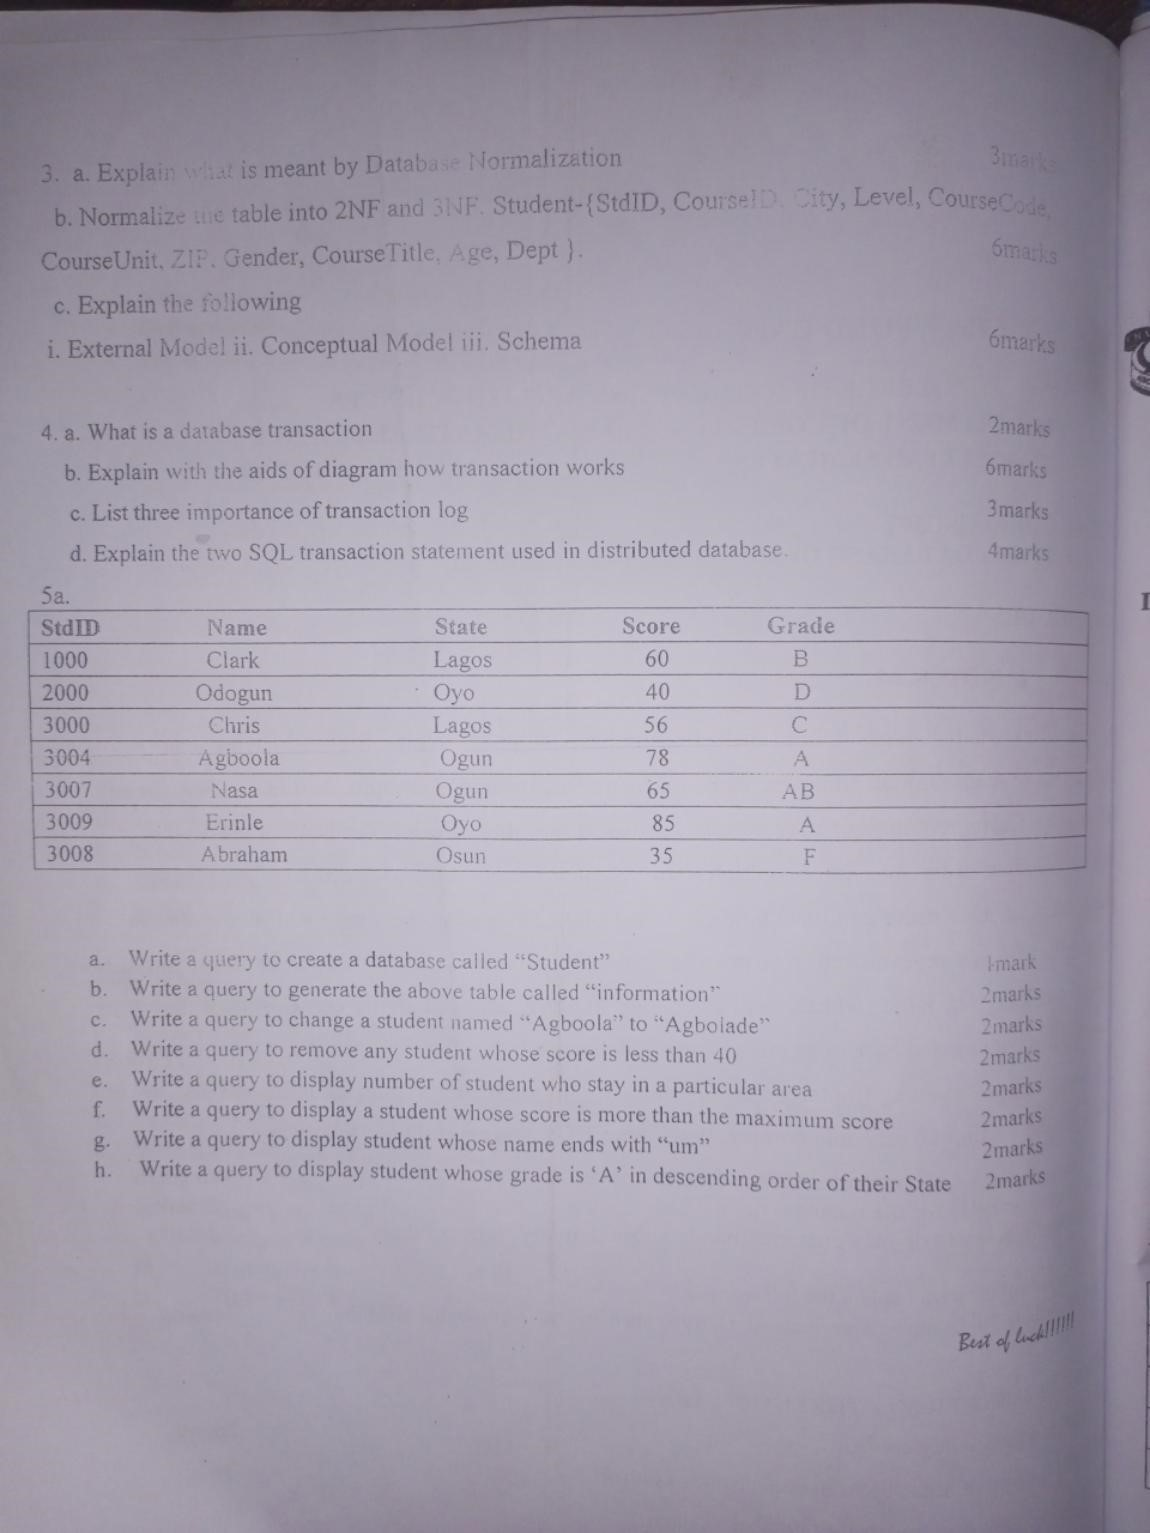 3. a. Explain what is meant by Database Normalization 3marks
b. Normalize the table into 2NF and 3NF. Student-{StdID, CourseID, City, Level, CourseCode,
CourseUnit, ZIP, Gender, CourseTitle, Age, Dept }. 6marks
c. Explain the following
i. External Model ii. Conceptual Model iii. Schema 6marks
4. a. What is a database transaction 2marks
b. Explain with the aids of diagram how transaction works 6marks
c. List three importance of transaction log 3marks
d. Explain the two SQL transaction statement used in distributed database. 4marks
5a.
StdID Name State Score Grade
1000 Clark Lagos 60 B
2000 Odogun Oyo 40 D
3000 Chris Lagos 56 C
3004 Agboola Ogun 78 A
3007 Nasa Ogun 65 AB
3009 Erinle Oyo 85 A
3008 Abraham Osun 35 F
a. Write a query to create a database called “Student” 1mark
b. Write a query to generate the above table called “information” 2marks
c. Write a query to change a student named “Agboola” to “Agbolade” 2marks
d. Write a query to remove any student whose score is less than 40 2marks
e. Write a query to display number of student who stay in a particular area 2marks
f. Write a query to display a student whose score is more than the maximum score 2marks
g. Write a query to display student whose name ends with “um” 2marks
h. Write a query to display student whose grade is ‘A’ in descending order of their State 2marks
Best of luck!!!!!!